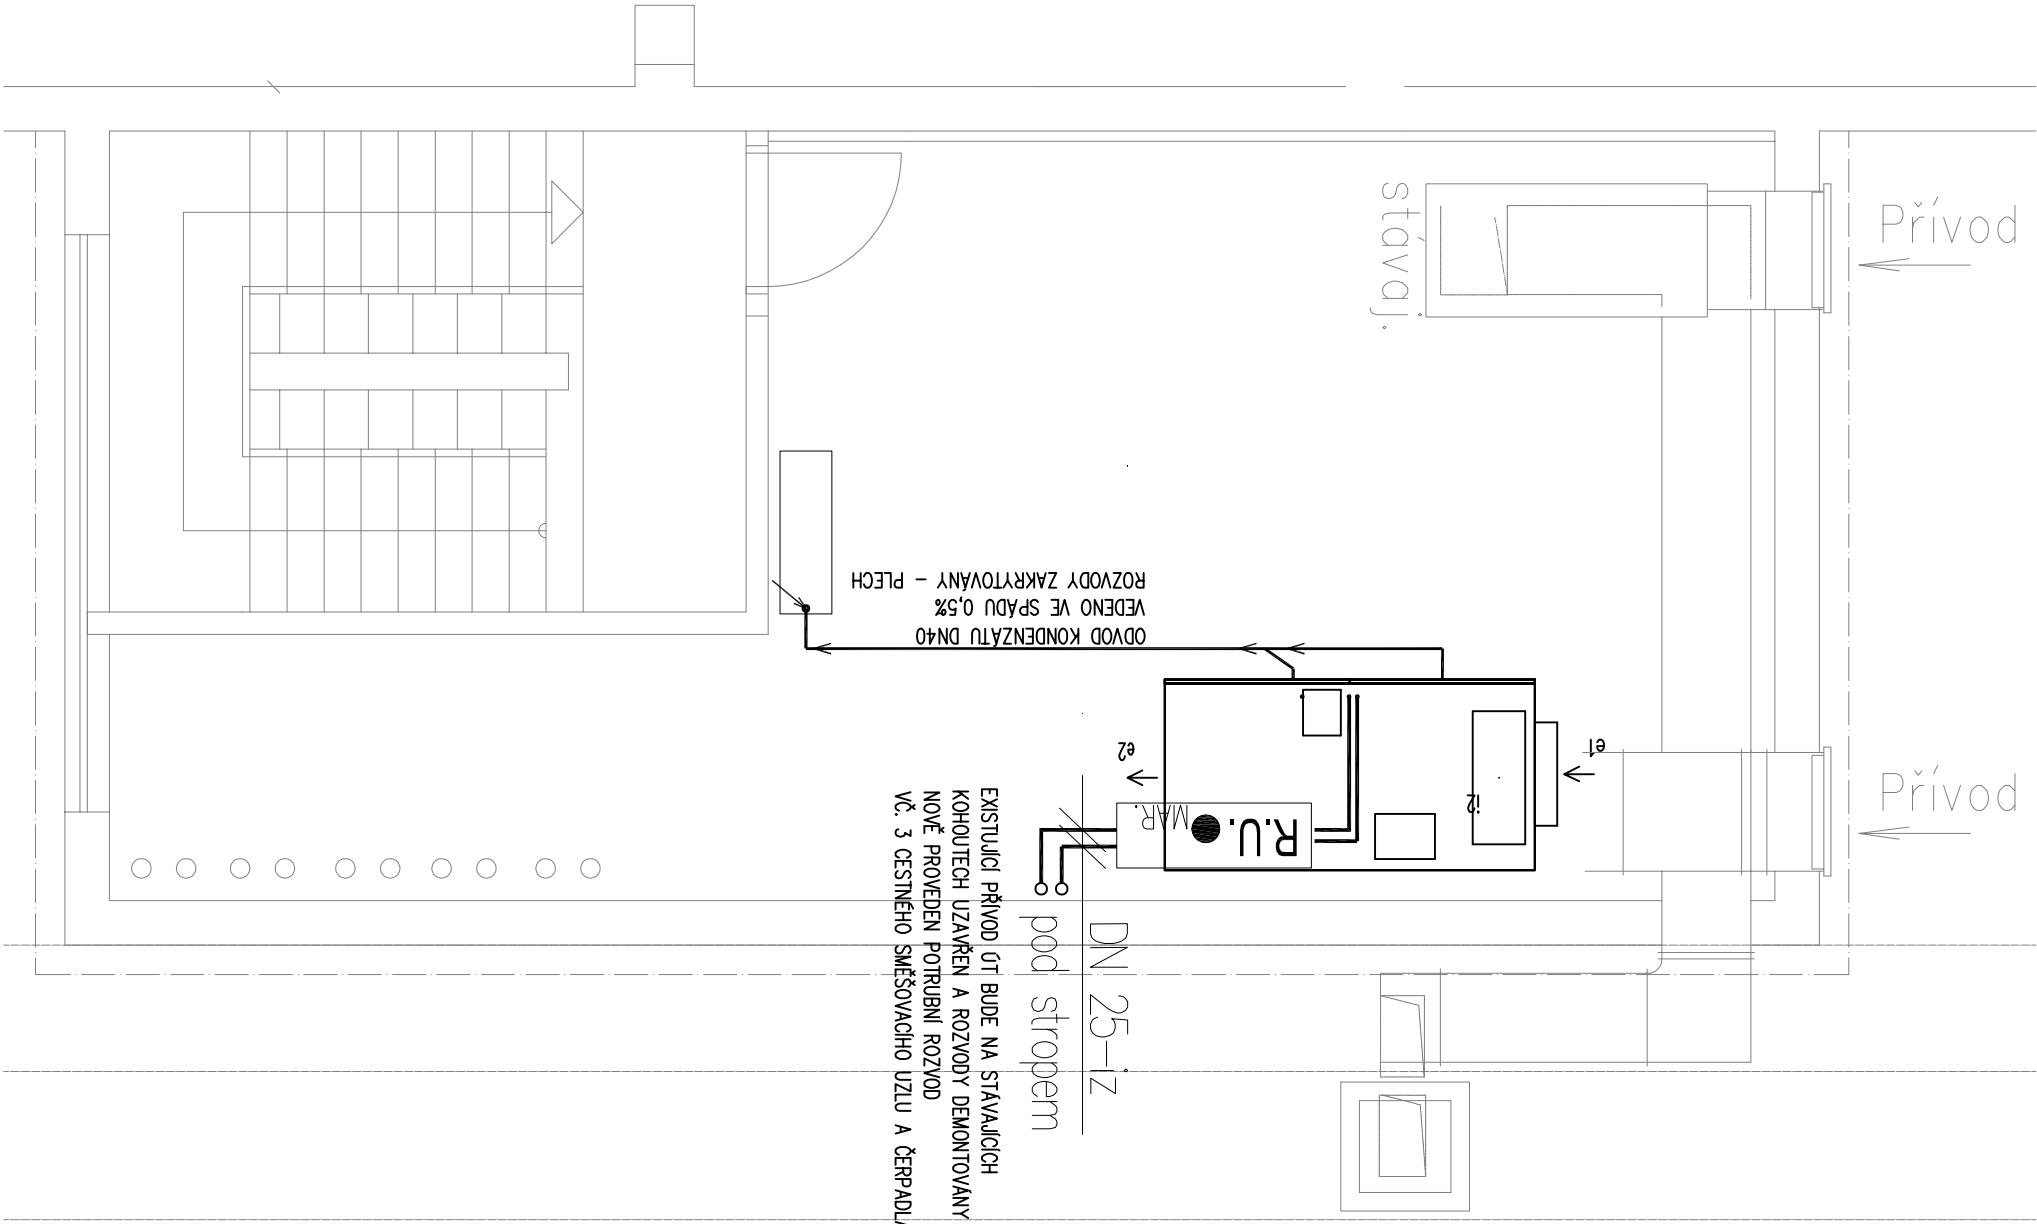 Přívod
stávaj.
ODVOD KONDENZÁTU DN40
VEDENO VE SPÁDU 0,5%
ROZVODY ZAKRYTOVÁNY – PLECH
e2
e1
i2
MAR.
R.U.
Přívod
DN 25–iz
pod stropem
EXISTUJÍCÍ PŘÍVOD ÚT BUDE NA STÁVAJÍCÍCH
KOHOUTECH UZAVŘEN A ROZVODY DEMONTOVÁNY
NOVĚ PROVEDEN POTRUBNÍ ROZVOD
VČ. 3 CESTNÉHO SMĚŠOVACÍHO UZLU A ČERPADLA